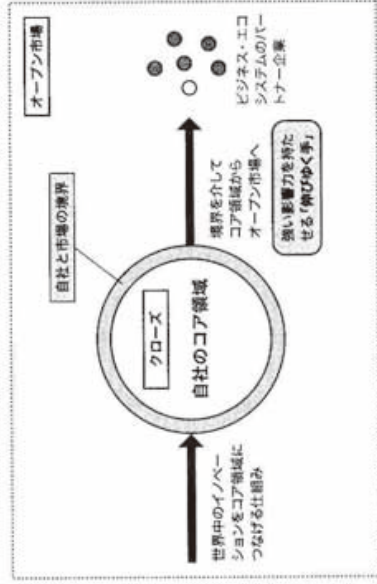 オープン市場
自社と市場の境界
クローズ
自社のコア領域
世界中のイノベー
ションをコア領域に
つなげる仕組み
境界を介して
コア領域から
オープン市場へ
強い影響力を持た
せる「伸びゆく手」
ビジネス・エコ
システムのパー
トナー企業